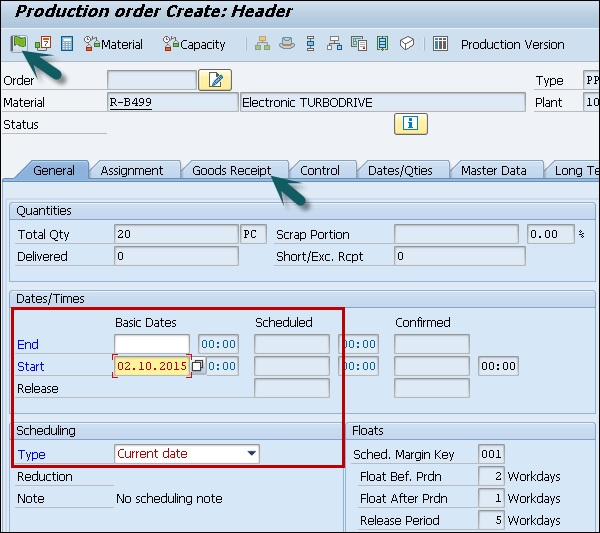 Production order Create: Header
Material Capacity Production Version
Order Type PP
Material R-B499 Electronic TURBODRIVE Plant 10
Status
General Assignment Goods Receipt Control Dates/Qties Master Data Long Te
Quantities
Total Qty 20 PC Scrap Portion 0.00 %
Delivered 0 Short/Exc. Rcpt 0
Dates/Times
Basic Dates Scheduled Confirmed
End 00:00 00:00
Start 02.10.2015 0:00 00:00 00:00
Release
Scheduling Floats
Type Current date Sched. Margin Key 001
Reduction Float Bef. Prdn 2 Workdays
Note No scheduling note Float After Prdn 1 Workdays
Release Period 5 Workdays